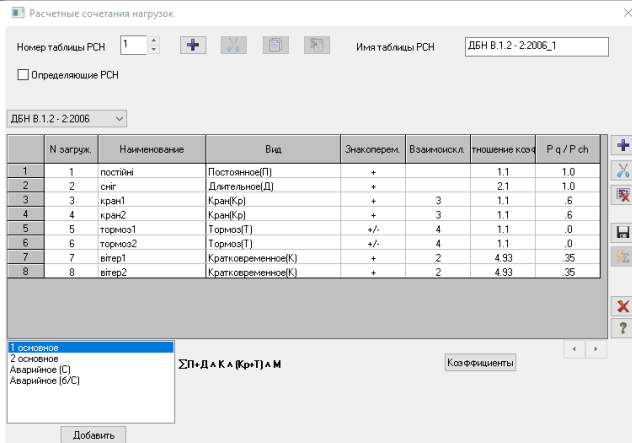 Расчетные сочетания нагрузок
Номер таблицы РСН 1 Имя таблицы РСН ДБН В.1.2 - 2:2006_1
Определяющие РСН
ДБН В.1.2 - 2:2006
N загруж. Наименование Вид Знакоперем. Взаимоискл. тношение коэф P q / P ch
1 1 постійні Постоянное(П) + 1.1 1.0
2 2 сніг Длительное(Д) + 2.1 1.0
3 3 кран1 Кран(Кр) + 3 1.1 .6
4 4 кран2 Кран(Кр) + 3 1.1 .6
5 5 тормоз1 Тормоз(Т) +/- 4 1.1 .0
6 6 тормоз2 Тормоз(Т) +/- 4 1.1 .0
7 7 вітер1 Кратковременное(К) + 2 4.93 .35
8 8 вітер2 Кратковременное(К) + 2 4.93 .35
1 основное
2 основное
Аварийное (С)
Аварийное (б/С)
∑П+Д ᴧ К ᴧ (Кр+Т) ᴧ М
Коэффициенты
Добавить